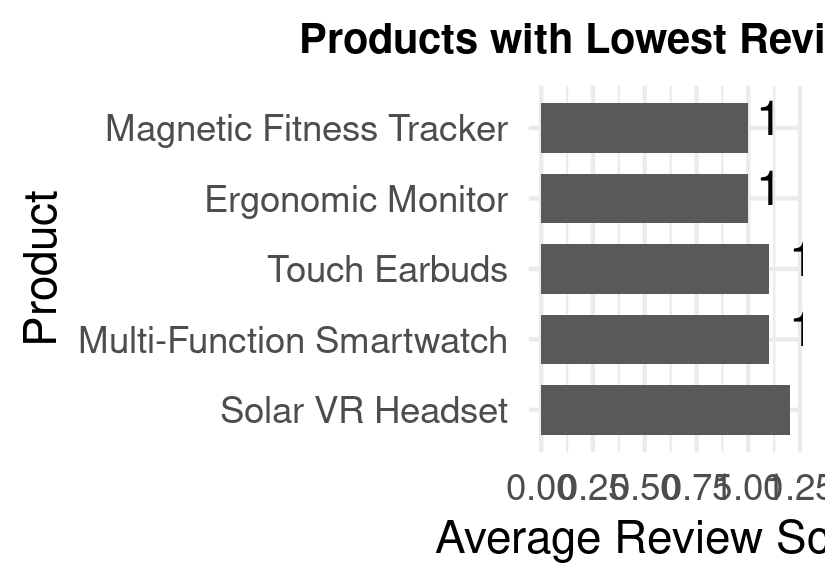 Products with Lowest Revi
Magnetic Fitness Tracker 1
Ergonomic Monitor 1
Touch Earbuds 1
Multi-Function Smartwatch 1
Solar VR Headset
Product
0.00 0.25 0.50 0.75 1.00 1.25
Average Review Sc